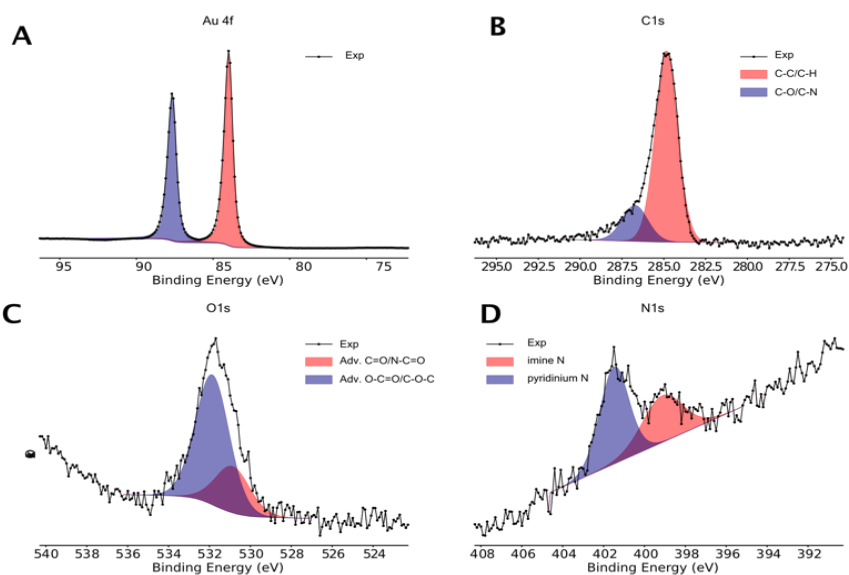 A
Au 4f
Exp
95 90 85 80 75
Binding Energy (eV)
B
C1s
Exp
C-C/C-H
C-O/C-N
295.0 292.5 290.0 287.5 285.0 282.5 280.0 277.5 275.0
Binding Energy (eV)
C
O1s
Exp
Adv. C=O/N-C=O
Adv. O-C=O/C-O-C
540 538 536 534 532 530 528 526 524
Binding Energy (eV)
D
N1s
Exp
imine N
pyridinium N
408 406 404 402 400 398 396 394 392
Binding Energy (eV)